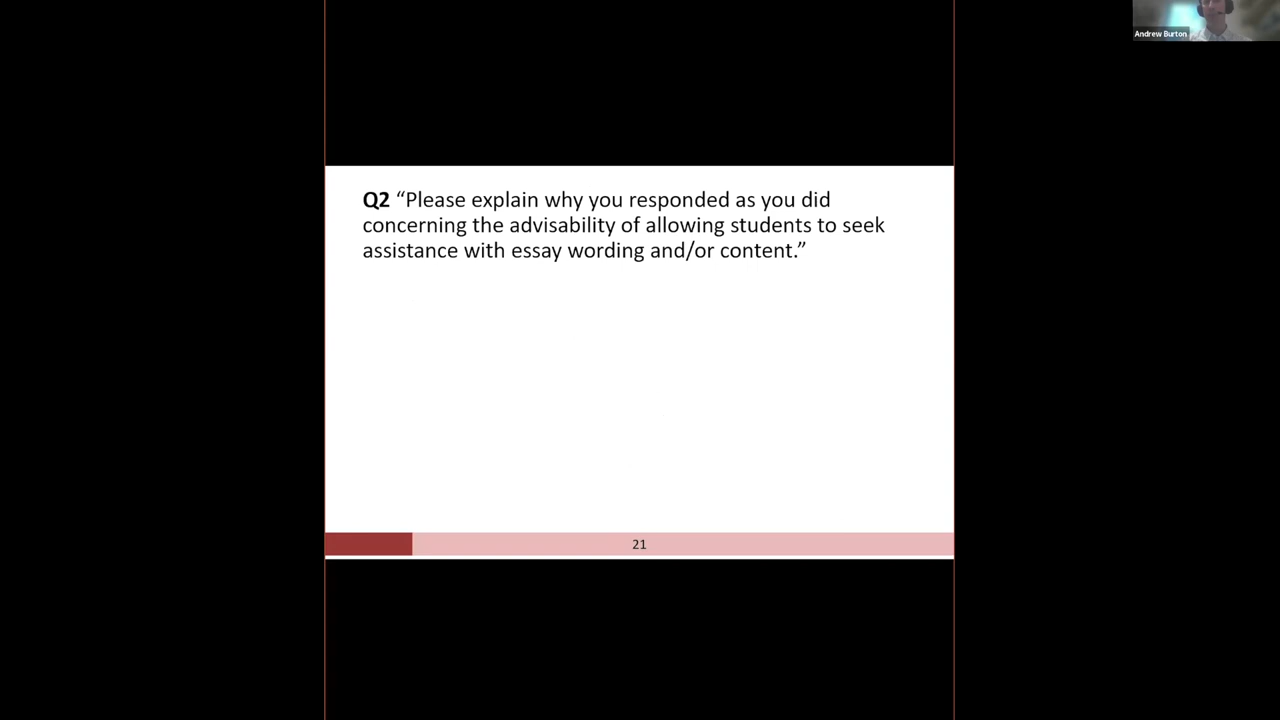 Andrew Burton
Q2 “Please explain why you responded as you did
concerning the advisability of allowing students to seek
assistance with essay wording and/or content.”
21